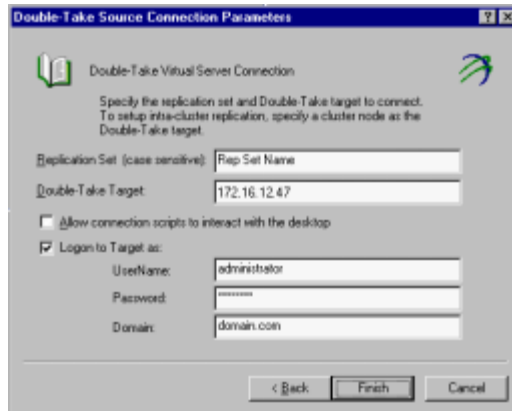 Double-Take Source Connection Parameters
Double-Take Virtual Server Connection
Specify the replication set and Double-Take target to connect.
To setup intra-cluster replication, specify a cluster node as the
Double-Take target.
Replication Set (case sensitive): Rep Set Name
Double-Take Target: 172.16.12.47
Allow connection scripts to interact with the desktop
Logon to Target as:
UserName: administrator
Password: ********
Domain: domain.com
< Back Finish Cancel